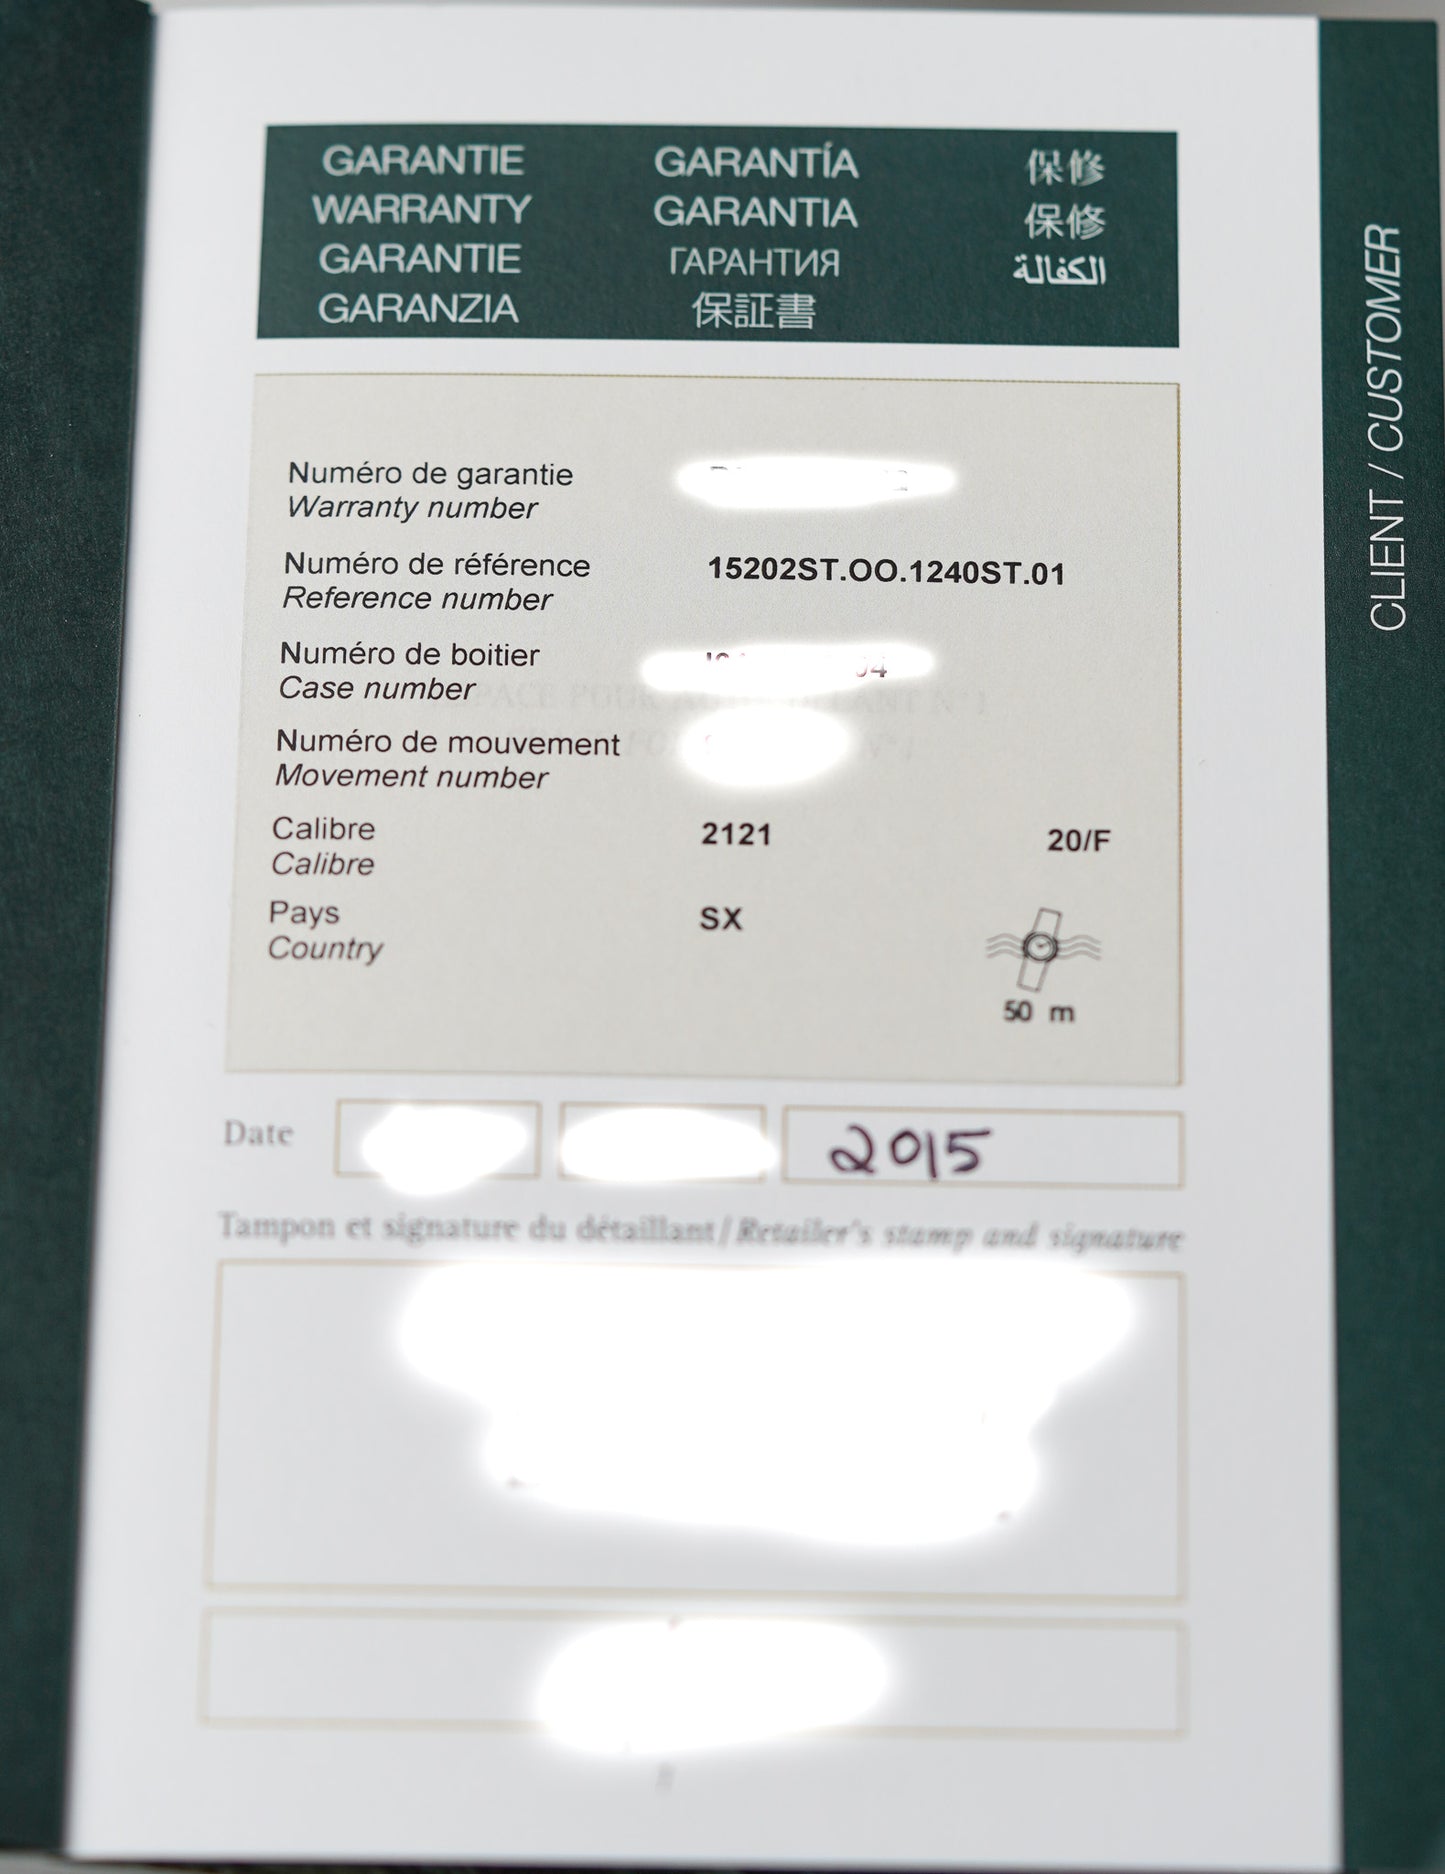 GARANTIE
WARRANTY
GARANTIE
GARANZIA
GARANTÍA
GARANTIA
ГАРАНТИЯ
保証書
保修
保修
الكفالة
CLIENT / CUSTOMER
Numéro de garantie
Warranty number
Numéro de référence 15202ST.OO.1240ST.01
Reference number
Numéro de boitier
Case number
Numéro de mouvement
Movement number
Calibre 2121 20/F
Calibre
Pays SX
Country
50 m
Date 2015
Tampon et signature du détaillant / Retailer's stamp and signature